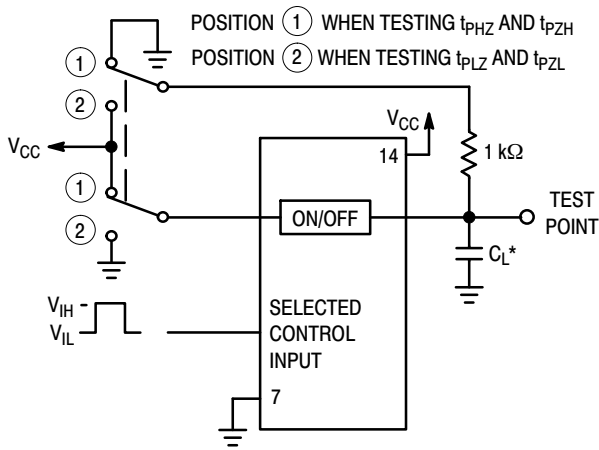 POSITION 1 WHEN TESTING tPHZ AND tPZH
POSITION 2 WHEN TESTING tPLZ AND tPZL
1
2
VCC
1
2
VCC
14
1 kΩ
ON/OFF
TEST
POINT
CL*
VIH
VIL
SELECTED
CONTROL
INPUT
7